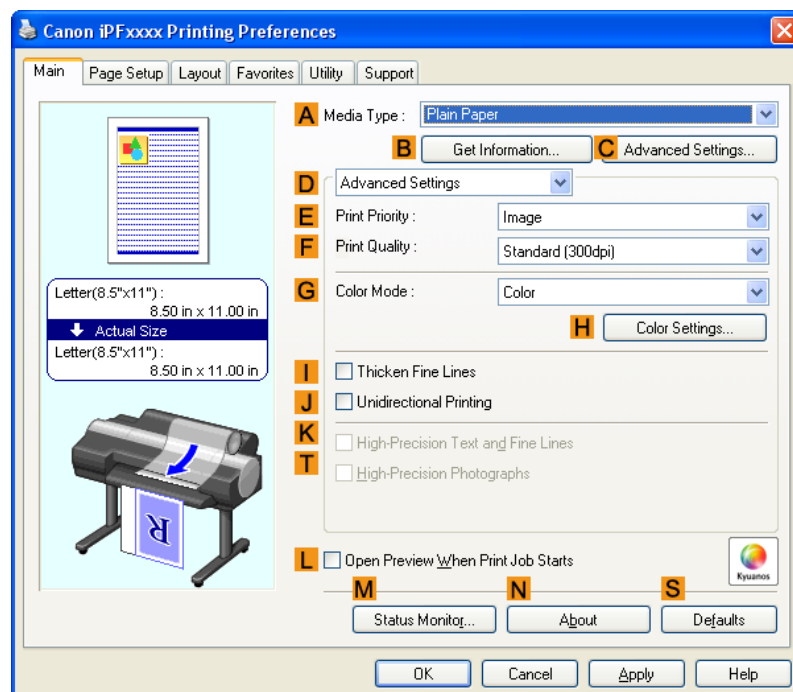 Canon iPFxxxx Printing Preferences
Main Page Setup Layout Favorites Utility Support
A Media Type : Plain Paper
B Get Information... C Advanced Settings...
D Advanced Settings
E Print Priority : Image
F Print Quality : Standard (300dpi)
G Color Mode : Color
H Color Settings...
I Thicken Fine Lines
J Unidirectional Printing
K High-Precision Text and Fine Lines
T High-Precision Photographs
Letter(8.5"x11") :
8.50 in x 11.00 in
Actual Size
Letter(8.5"x11") :
8.50 in x 11.00 in
R
L Open Preview When Print Job Starts
Kyuanos
M N S
Status Monitor... About Defaults
OK Cancel Apply Help